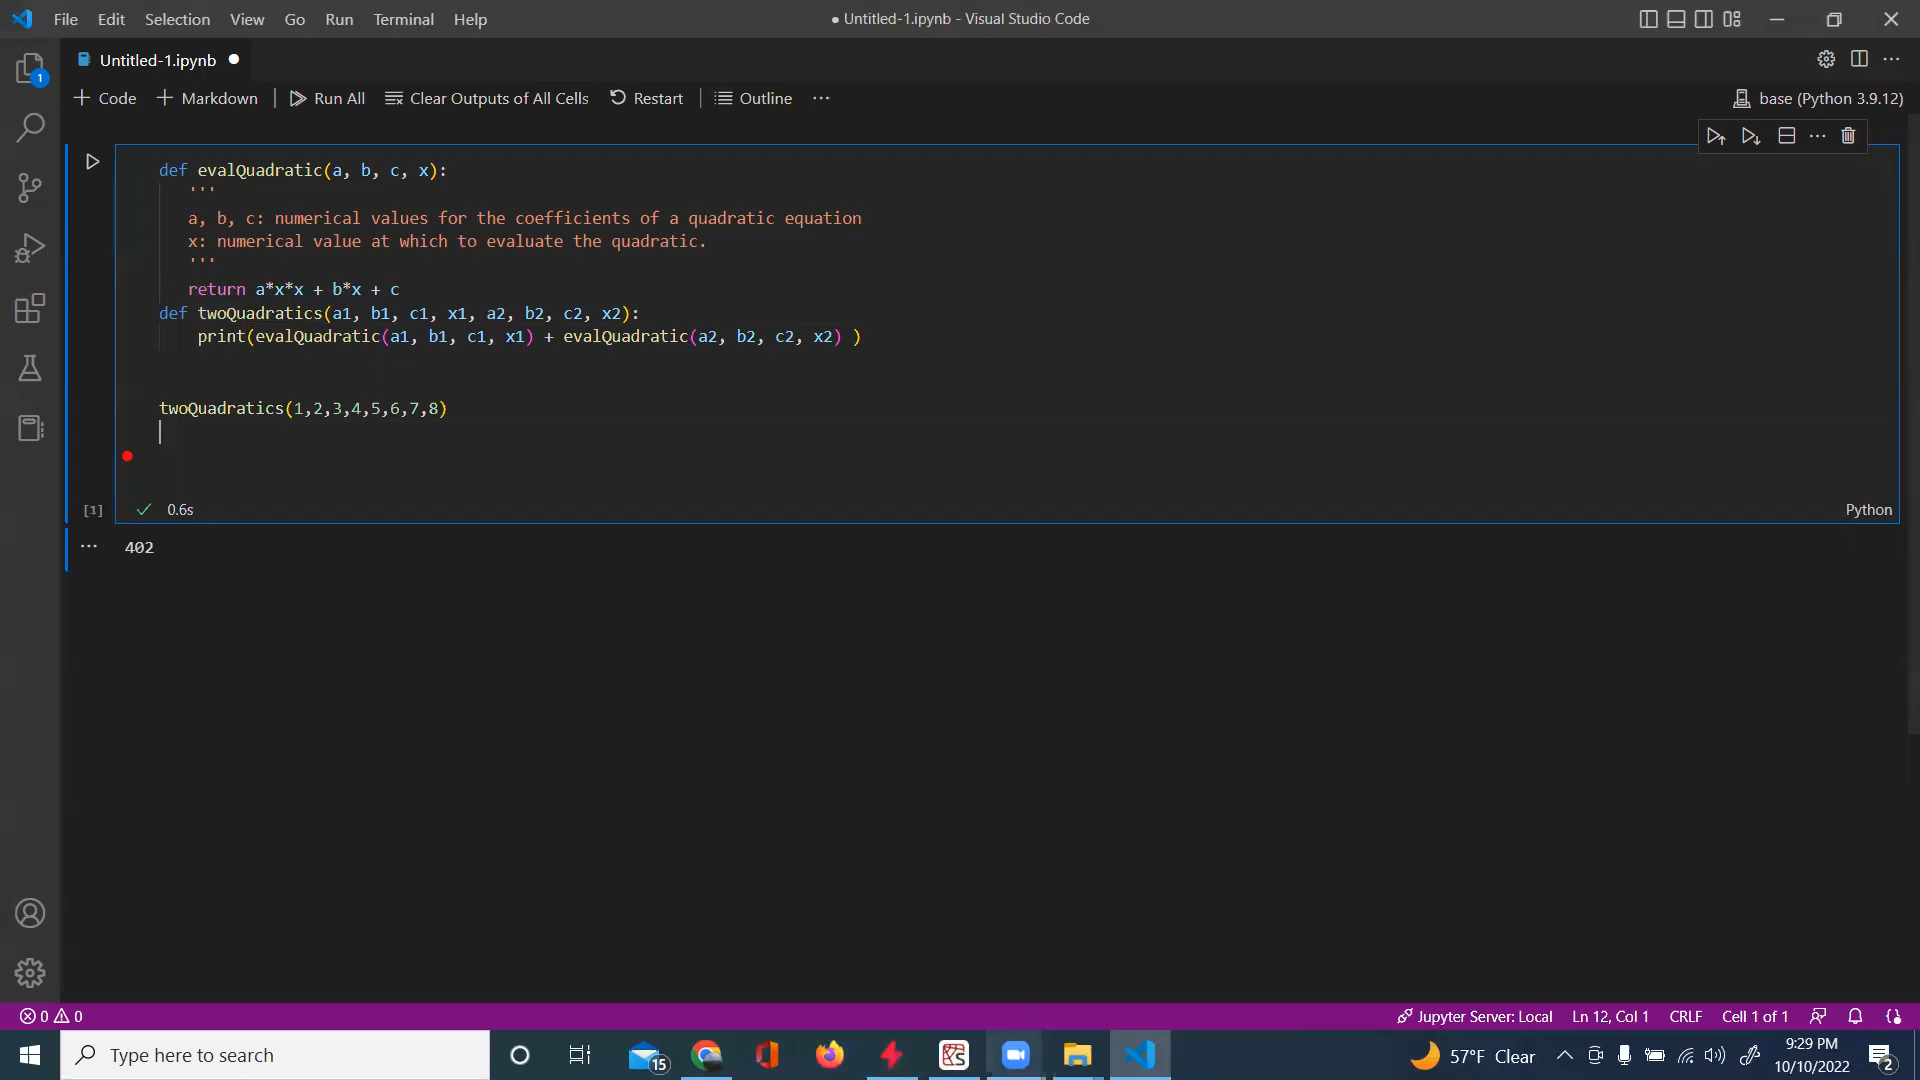 File Edit Selection View Go Run Terminal Help
● Untitled-1.ipynb - Visual Studio Code
1
Untitled-1.ipynb ●
+ Code + Markdown | Run All Clear Outputs of All Cells Restart | Outline ...
base (Python 3.9.12)
def evalQuadratic(a, b, c, x):
'''
a, b, c: numerical values for the coefficients of a quadratic equation
x: numerical value at which to evaluate the quadratic.
'''
return a*x*x + b*x + c
def twoQuadratics(a1, b1, c1, x1, a2, b2, c2, x2):
print(evalQuadratic(a1, b1, c1, x1) + evalQuadratic(a2, b2, c2, x2) )
twoQuadratics(1,2,3,4,5,6,7,8)
[1] ✓ 0.6s
Python
... 402
0 0
Jupyter Server: Local Ln 12, Col 1 CRLF Cell 1 of 1
Type here to search
15
57°F Clear
9:29 PM
10/10/2022
2